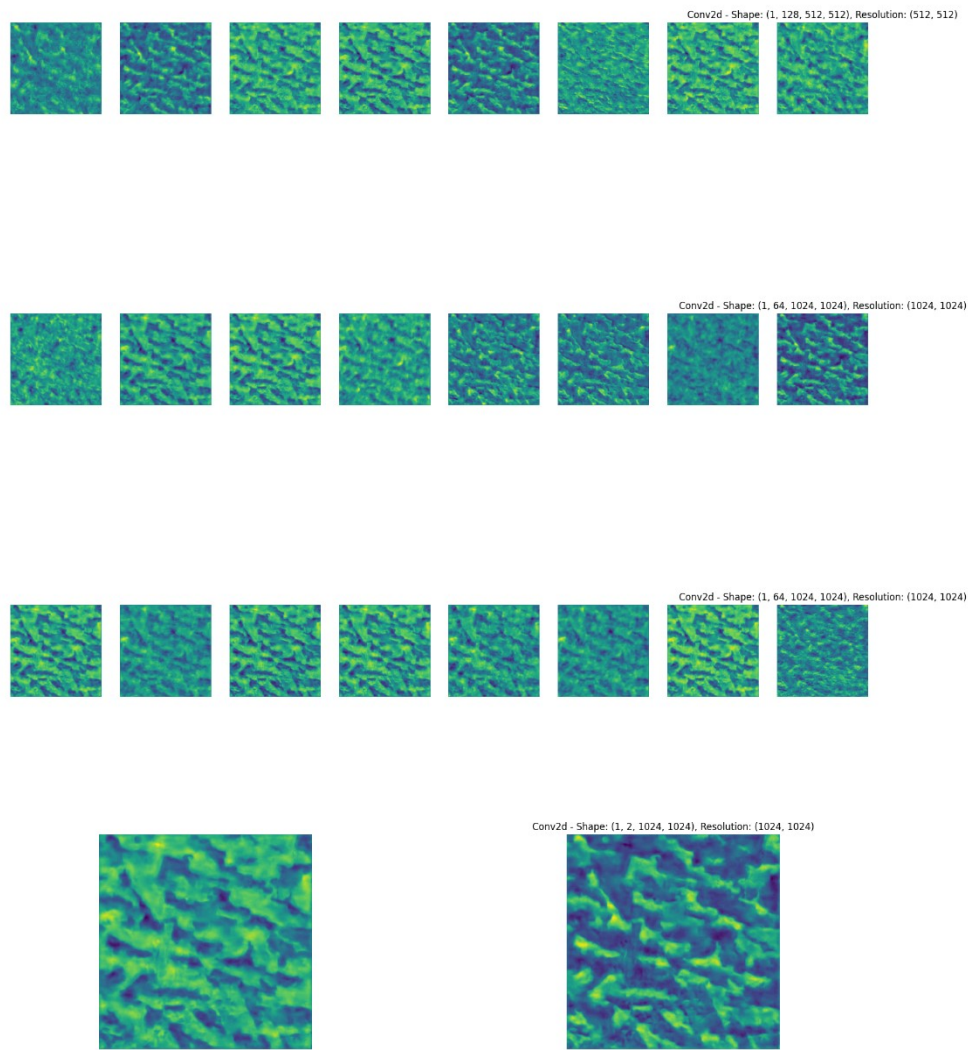 Conv2d - Shape: (1, 128, 512, 512), Resolution: (512, 512)
Conv2d - Shape: (1, 64, 1024, 1024), Resolution: (1024, 1024)
Conv2d - Shape: (1, 64, 1024, 1024), Resolution: (1024, 1024)
Conv2d - Shape: (1, 2, 1024, 1024), Resolution: (1024, 1024)